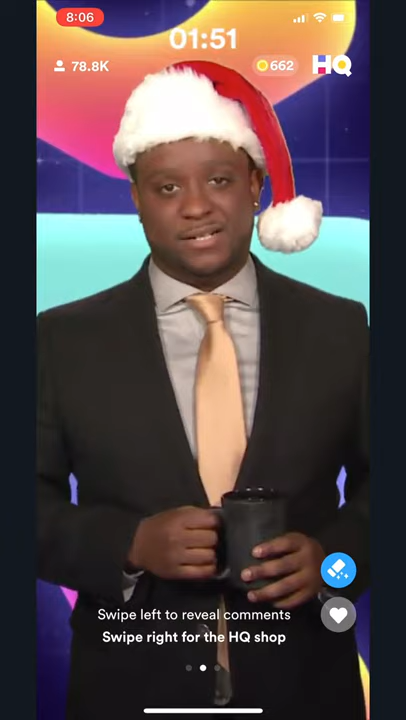 8:06
01:51
78.8K
662
HQ
Swipe left to reveal comments
Swipe right for the HQ shop